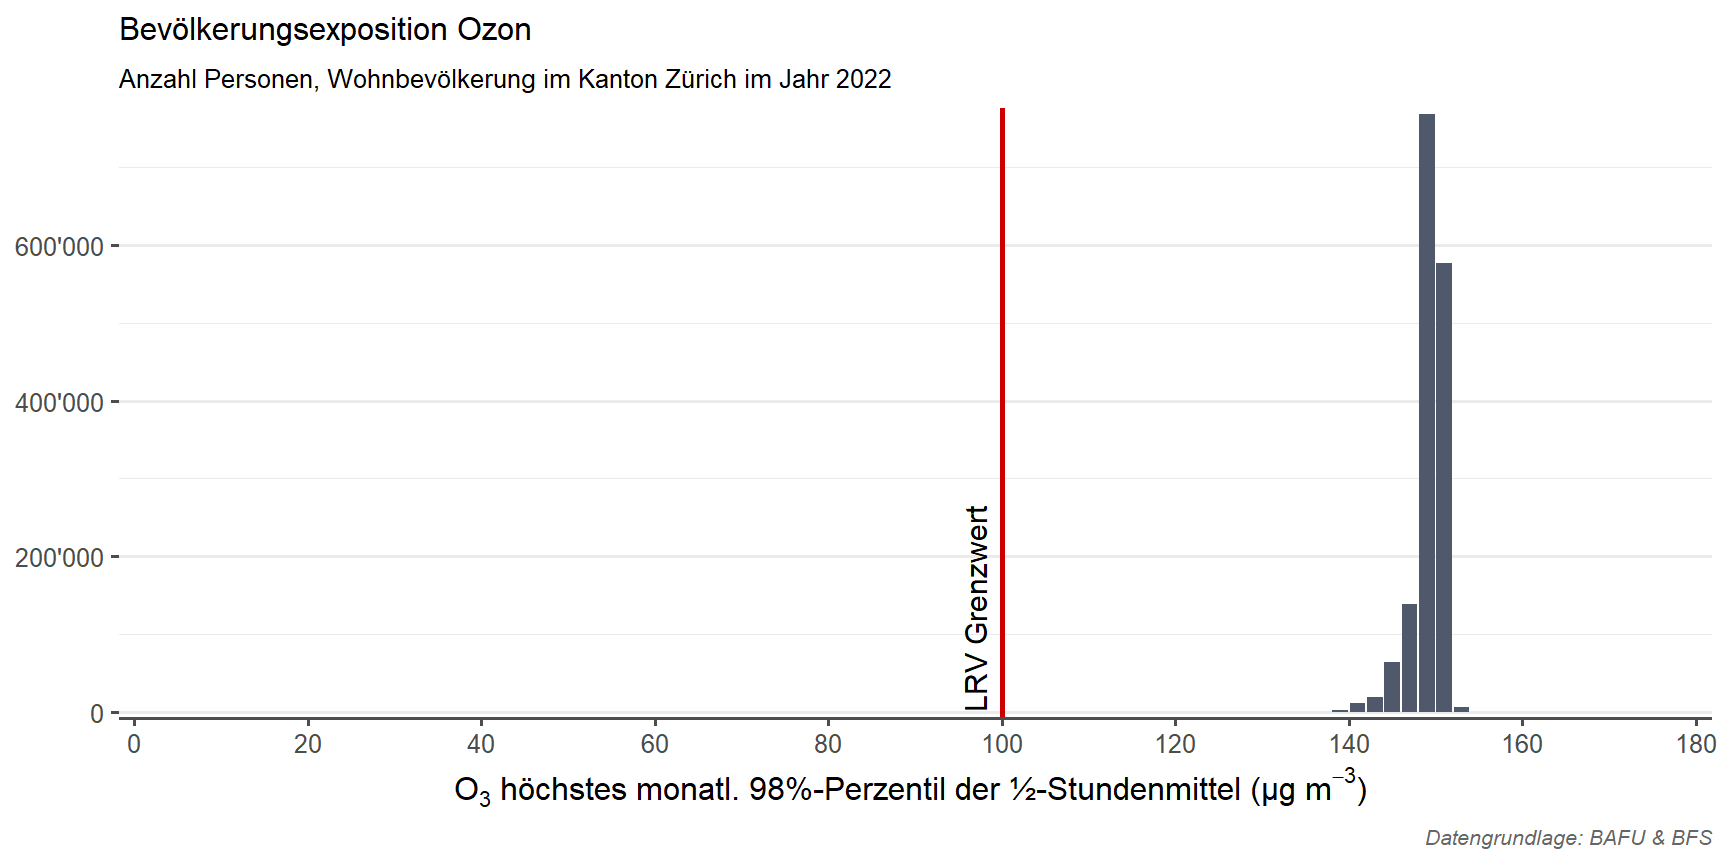 Bevölkerungsexposition Ozon
Anzahl Personen, Wohnbevölkerung im Kanton Zürich im Jahr 2022
600'000
400'000
200'000
0
LRV Grenzwert
0 20 40 60 80 100 120 140 160 180
O₃ höchstes monatl. 98%-Perzentil der ½-Stundenmittel (µg m⁻³)
Datengrundlage: BAFU & BFS